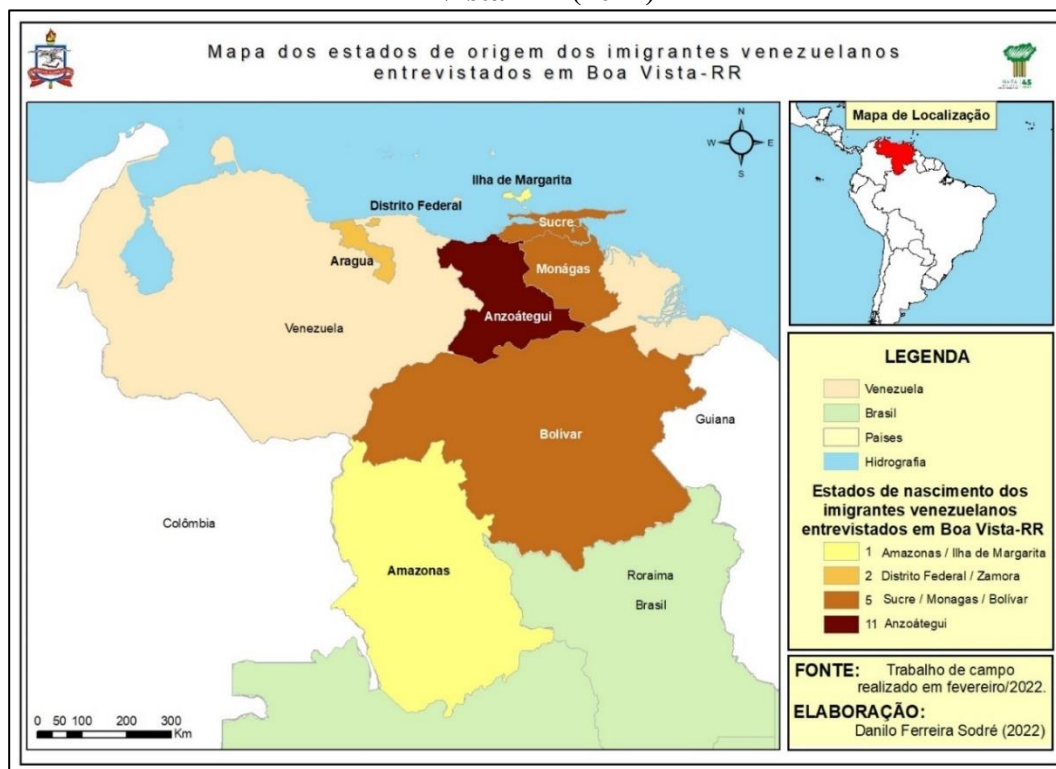 Mapa dos estados de origem dos imigrantes venezuelanos
entrevistados em Boa Vista-RR
Mapa de Localização
N
W
E
S
Ilha de Margarita
Distrito Federal
Sucre
Aragua
Monágas
Anzoátegui
Venezuela
Guiana
Bolívar
Colômbia
Amazonas
Roraima
Brasil
0 50 100 200 300
Km
LEGENDA
Venezuela
Brasil
Paises
Hidrografia
Estados de nascimento dos
imigrantes venezuelanos
entrevistados em Boa Vista-RR
1 Amazonas / Ilha de Margarita
2 Distrito Federal / Zamora
5 Sucre / Monagas / Bolívar
11 Anzoátegui
FONTE: Trabalho de campo
realizado em fevereiro/2022.
ELABORAÇÃO:
Danilo Ferreira Sodré (2022)